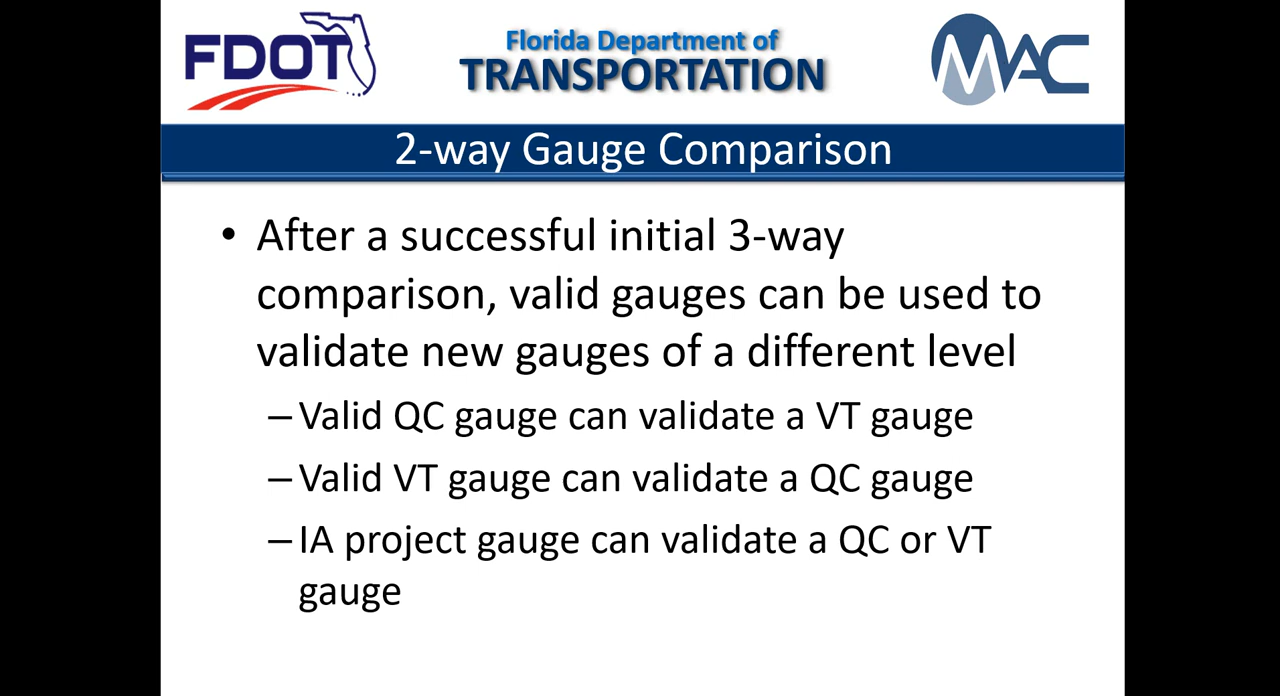 FDOT
Florida Department of
TRANSPORTATION
MAC
2-way Gauge Comparison
• After a successful initial 3-way
comparison, valid gauges can be used to
validate new gauges of a different level
– Valid QC gauge can validate a VT gauge
– Valid VT gauge can validate a QC gauge
– IA project gauge can validate a QC or VT
gauge